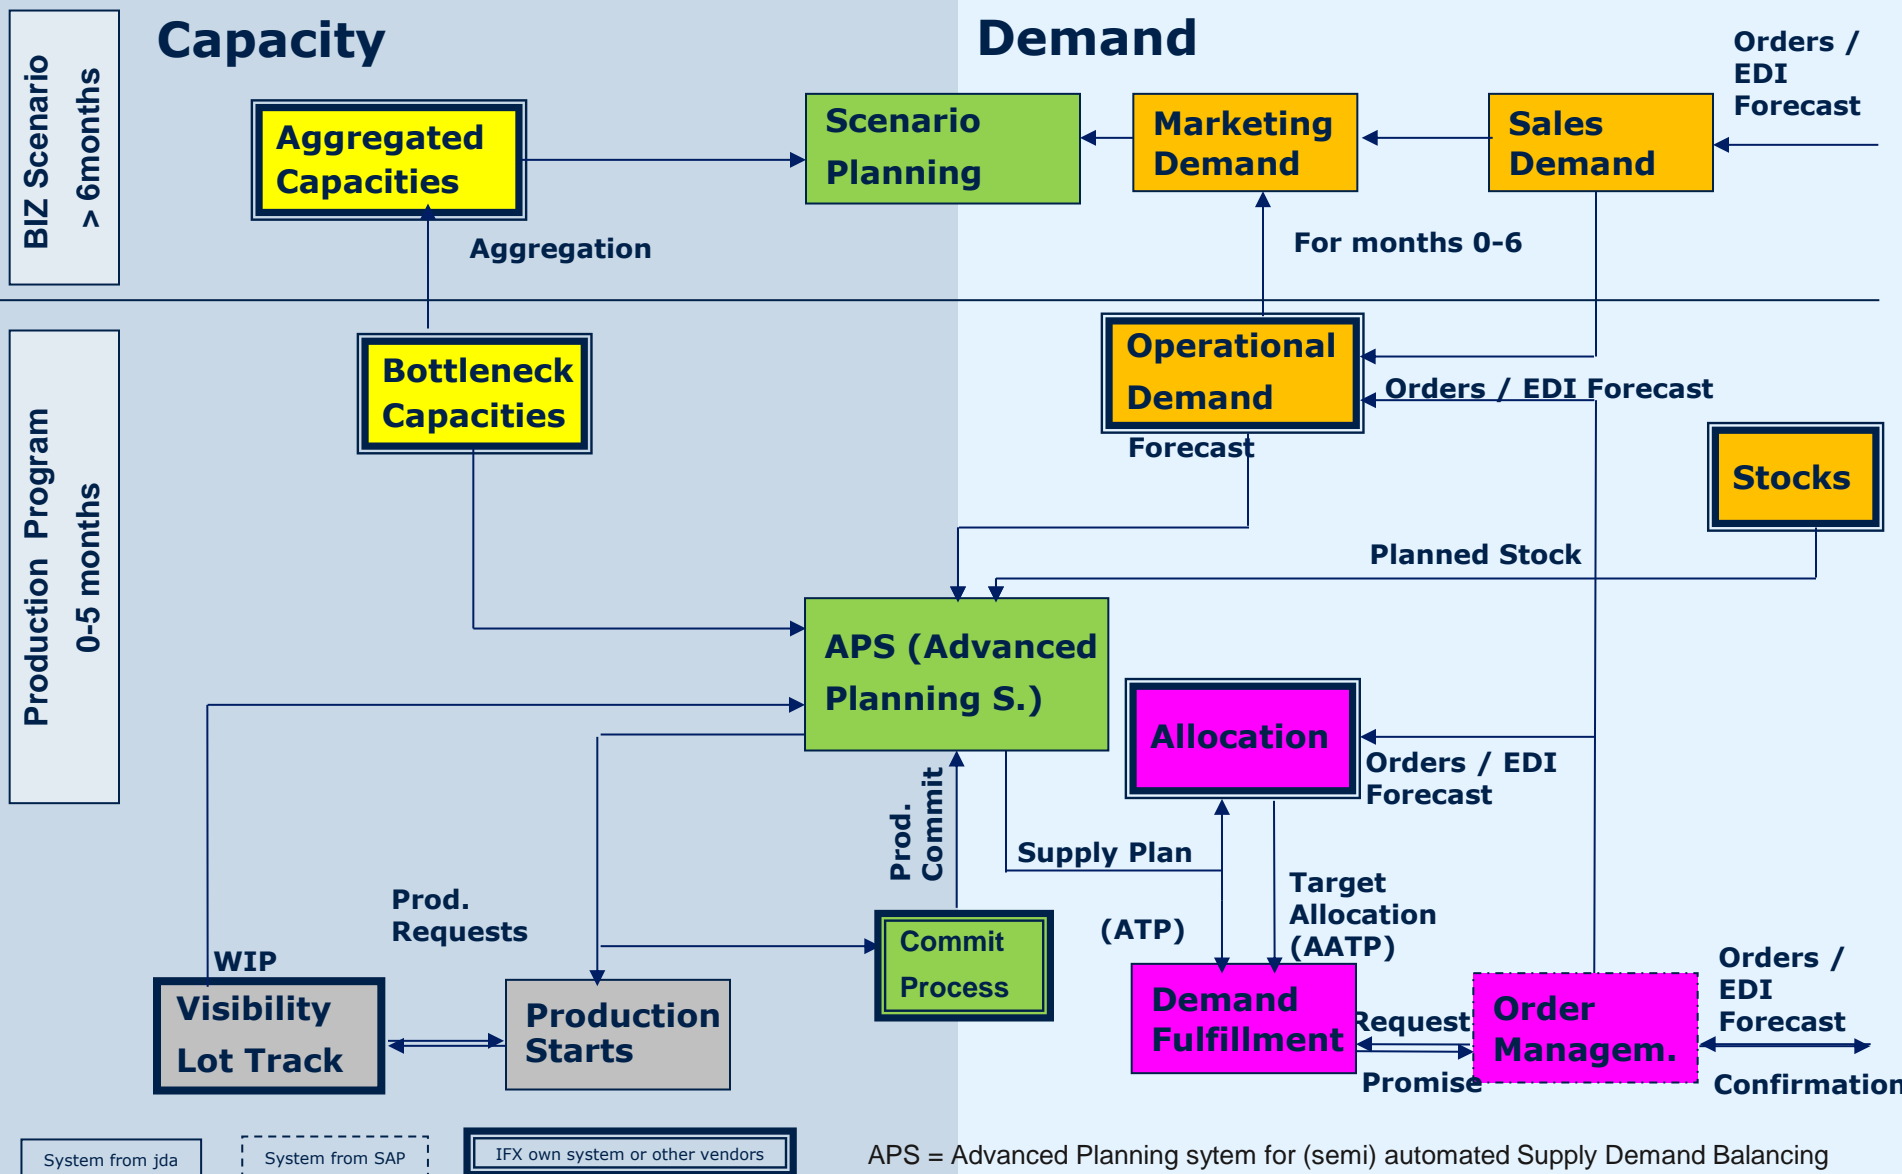 Capacity
Demand
BIZ Scenario
> 6months
Orders /
EDI
Forecast
Aggregated
Capacities
Scenario
Planning
Marketing
Demand
Sales
Demand
Aggregation
For months 0-6
Production Program
0-5 months
Bottleneck
Capacities
Operational
Demand
Orders / EDI Forecast
Forecast
Stocks
Planned Stock
APS (Advanced
Planning S.)
Allocation
Orders / EDI
Forecast
Prod.
Commit
Supply Plan
Target
Allocation
(AATP)
(ATP)
Prod.
Requests
WIP
Visibility
Lot Track
Production
Starts
Commit
Process
Demand
Fulfillment
Request
Promise
Order
Managem.
Orders /
EDI
Forecast
Confirmation
System from jda
System from SAP
IFX own system or other vendors
APS = Advanced Planning sytem for (semi) automated Supply Demand Balancing